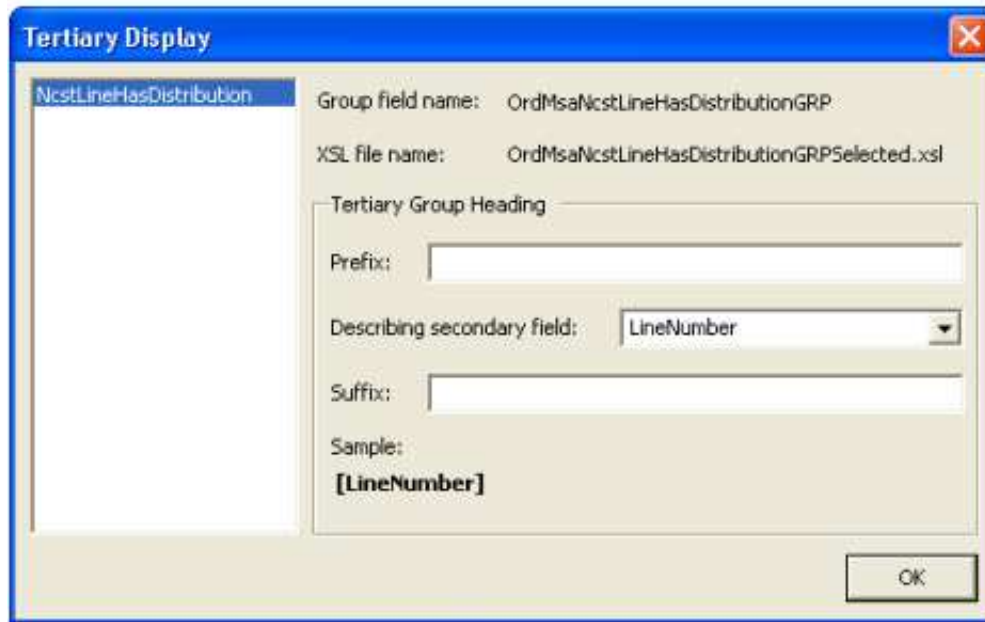 Tertiary Display
NcstLineHasDistribution
Group field name: OrdMsaNcstLineHasDistributionGRP
XSL file name: OrdMsaNcstLineHasDistributionGRPSelected.xsl
Tertiary Group Heading
Prefix:
Describing secondary field: LineNumber
Suffix:
Sample:
[LineNumber]
OK